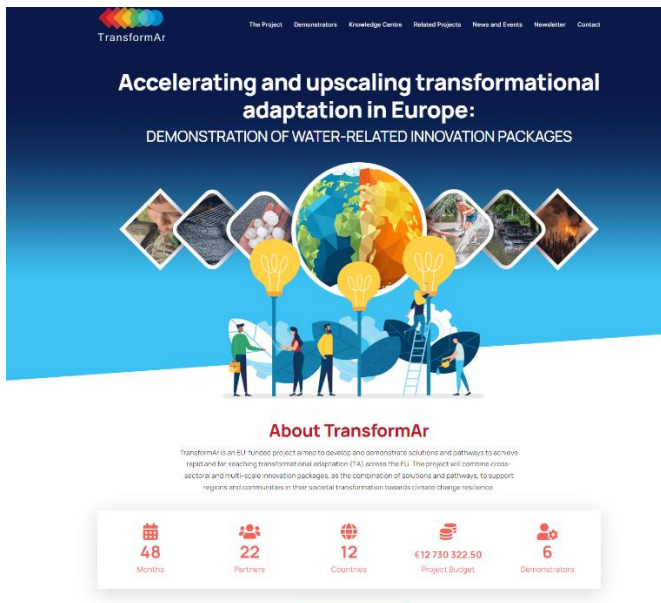 TransformAr
The Project Demonstrators Knowledge Centre Related Projects News and Events Newsletter Contact
Accelerating and upscaling transformational
adaptation in Europe:
DEMONSTRATION OF WATER-RELATED INNOVATION PACKAGES
About TransformAr
TransformAr is an EU-funded project aimed to develop and demonstrate solutions and pathways to achieve
rapid and far-reaching transformational adaptation (TA) across the EU. The project will combine cross-
sectoral and multi-scale innovation packages, as the combination of solutions and pathways, to support
regions and communities in their societal transformation towards climate change resilience.
48 22 12 €12 730 322.50 6
Months Partners Countries Project Budget Demonstrators